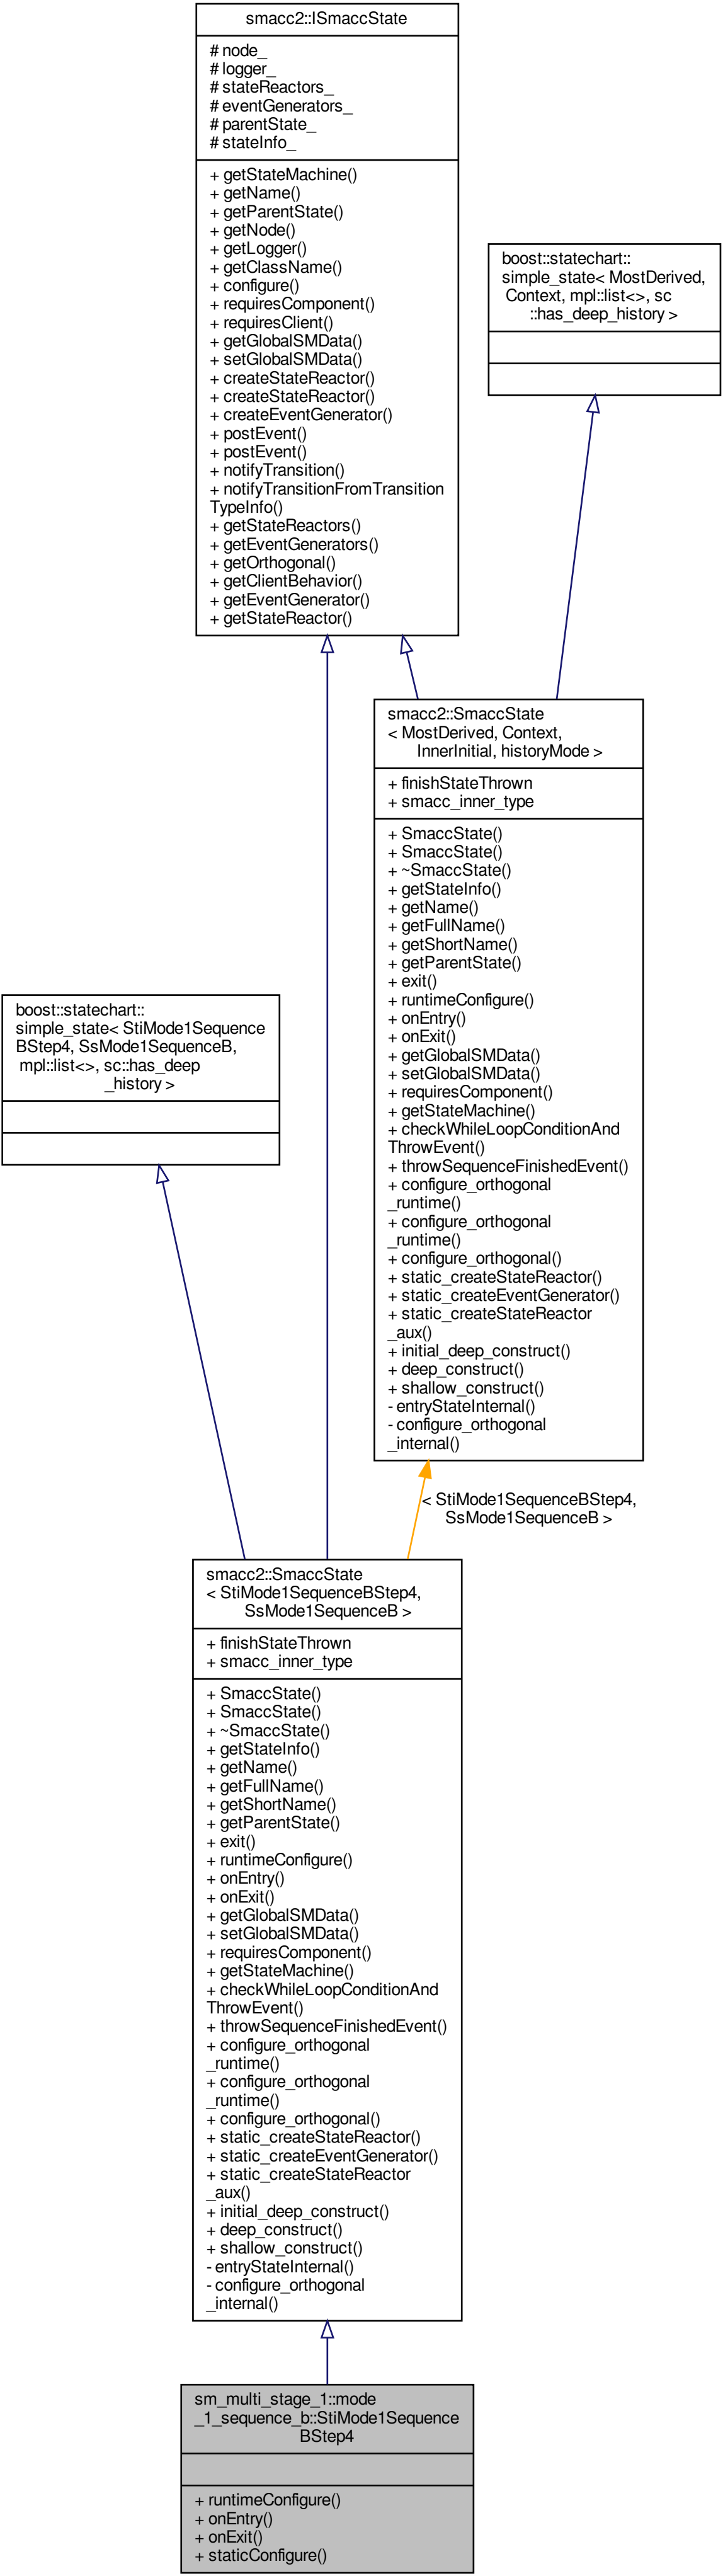 smacc2::ISmaccState
# node_
# logger_
# stateReactors_
# eventGenerators_
# parentState_
# stateInfo_
+ getStateMachine()
+ getName()
+ getParentState()
+ getNode()
+ getLogger()
+ getClassName()
+ configure()
+ requiresComponent()
+ requiresClient()
+ getGlobalSMData()
+ setGlobalSMData()
+ createStateReactor()
+ createStateReactor()
+ createEventGenerator()
+ postEvent()
+ postEvent()
+ notifyTransition()
+ notifyTransitionFromTransition
TypeInfo()
+ getStateReactors()
+ getEventGenerators()
+ getOrthogonal()
+ getClientBehavior()
+ getEventGenerator()
+ getStateReactor()
boost::statechart::
simple_state< MostDerived,
Context, mpl::list<>, sc
::has_deep_history >
smacc2::SmaccState
< MostDerived, Context,
InnerInitial, historyMode >
+ finishStateThrown
+ smacc_inner_type
+ SmaccState()
+ SmaccState()
+ ~SmaccState()
+ getStateInfo()
+ getName()
+ getFullName()
+ getShortName()
+ getParentState()
+ exit()
+ runtimeConfigure()
+ onEntry()
+ onExit()
+ getGlobalSMData()
+ setGlobalSMData()
+ requiresComponent()
+ getStateMachine()
+ checkWhileLoopConditionAnd
ThrowEvent()
+ throwSequenceFinishedEvent()
+ configure_orthogonal
_runtime()
+ configure_orthogonal
_runtime()
+ configure_orthogonal()
+ static_createStateReactor()
+ static_createEventGenerator()
+ static_createStateReactor
_aux()
+ initial_deep_construct()
+ deep_construct()
+ shallow_construct()
- entryStateInternal()
- configure_orthogonal
_internal()
boost::statechart::
simple_state< StiMode1Sequence
BStep4, SsMode1SequenceB,
mpl::list<>, sc::has_deep
_history >
< StiMode1SequenceBStep4,
SsMode1SequenceB >
smacc2::SmaccState
< StiMode1SequenceBStep4,
SsMode1SequenceB >
+ finishStateThrown
+ smacc_inner_type
+ SmaccState()
+ SmaccState()
+ ~SmaccState()
+ getStateInfo()
+ getName()
+ getFullName()
+ getShortName()
+ getParentState()
+ exit()
+ runtimeConfigure()
+ onEntry()
+ onExit()
+ getGlobalSMData()
+ setGlobalSMData()
+ requiresComponent()
+ getStateMachine()
+ checkWhileLoopConditionAnd
ThrowEvent()
+ throwSequenceFinishedEvent()
+ configure_orthogonal
_runtime()
+ configure_orthogonal
_runtime()
+ configure_orthogonal()
+ static_createStateReactor()
+ static_createEventGenerator()
+ static_createStateReactor
_aux()
+ initial_deep_construct()
+ deep_construct()
+ shallow_construct()
- entryStateInternal()
- configure_orthogonal
_internal()
sm_multi_stage_1::mode
_1_sequence_b::StiMode1Sequence
BStep4
+ runtimeConfigure()
+ onEntry()
+ onExit()
+ staticConfigure()